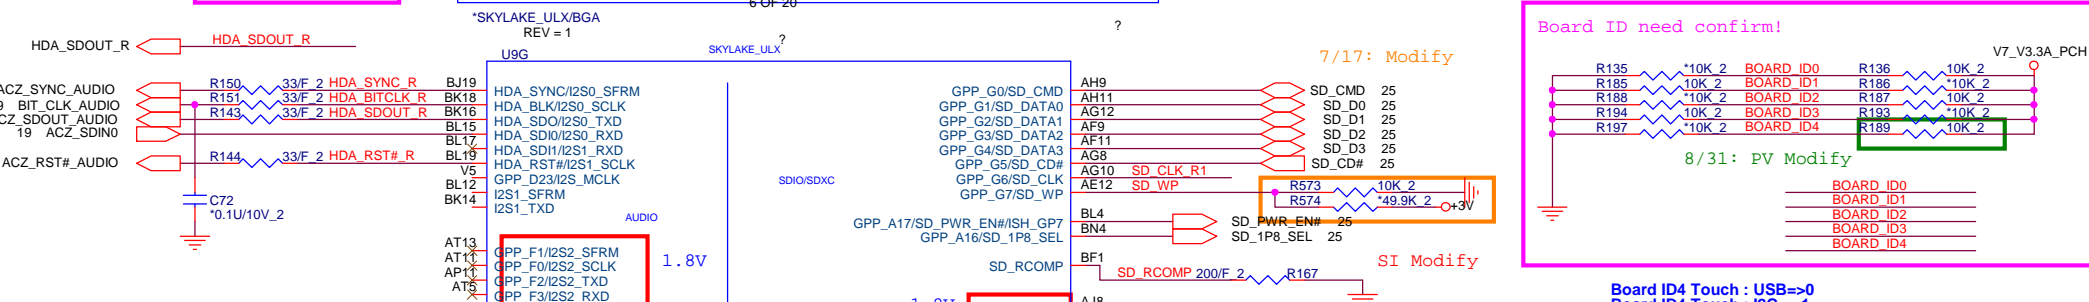 6 OF 20
*SKYLAKE_ULX/BGA
REV = 1
?
?
U9G
SKYLAKE_ULX
HDA_SDOUT_R
HDA_SDOUT_R
ACZ_SYNC_AUDIO
R150
33/F_2
HDA_SYNC_R
BJ19
HDA_SYNC/I2S0_SFRM
BIT_CLK_AUDIO
R151
33/F_2
HDA_BITCLK_R
BK18
HDA_BLK/I2S0_SCLK
CZ_SDOUT_AUDIO
R143
33/F_2
HDA_SDOUT_R
BK16
HDA_SDO/I2S0_TXD
19 ACZ_SDIN0
BL15
HDA_SDI0/I2S0_RXD
BL17
HDA_SDI1/I2S1_RXD
ACZ_RST#_AUDIO
R144
33/F_2
HDA_RST#_R
BL19
HDA_RST#/I2S1_SCLK
V5
GPP_D23/I2S_MCLK
BL12
I2S1_SFRM
BK14
I2S1_TXD
C72
*0.1U/10V_2
AUDIO
SDIO/SDXC
AT13
GPP_F1/I2S2_SFRM
AT11
GPP_F0/I2S2_SCLK
AP11
GPP_F2/I2S2_TXD
AT5
GPP_F3/I2S2_RXD
1.8V
7/17: Modify
GPP_G0/SD_CMD
AH9
SD_CMD 25
GPP_G1/SD_DATA0
AH11
SD_D0 25
GPP_G2/SD_DATA1
AG12
SD_D1 25
GPP_G3/SD_DATA2
AF9
SD_D2 25
GPP_G4/SD_DATA3
AF11
SD_D3 25
GPP_G5/SD_CD#
AG8
SD_CD# 25
GPP_G6/SD_CLK
AG10
SD_CLK_R1
GPP_G7/SD_WP
AE12
SD_WP
R573
10K_2
R574
*49.9K_2
+3V
GPP_A17/SD_PWR_EN#/ISH_GP7
BL4
SD_PWR_EN# 25
GPP_A16/SD_1P8_SEL
BN4
SD_1P8_SEL 25
SD_RCOMP
BF1
SD_RCOMP
200/F_2
R167
SI Modify
AJ8
Board ID need confirm!
V7_V3.3A_PCH
R135
*10K_2
BOARD_ID0
R136
10K_2
R185
*10K_2
BOARD_ID1
R186
10K_2
R188
*10K_2
BOARD_ID2
R187
10K_2
R194
*10K_2
BOARD_ID3
R193
*10K_2
R197
*10K_2
BOARD_ID4
R189
10K_2
8/31: PV Modify
BOARD_ID0
BOARD_ID1
BOARD_ID2
BOARD_ID3
BOARD_ID4
Board ID4 Touch : USB=>0